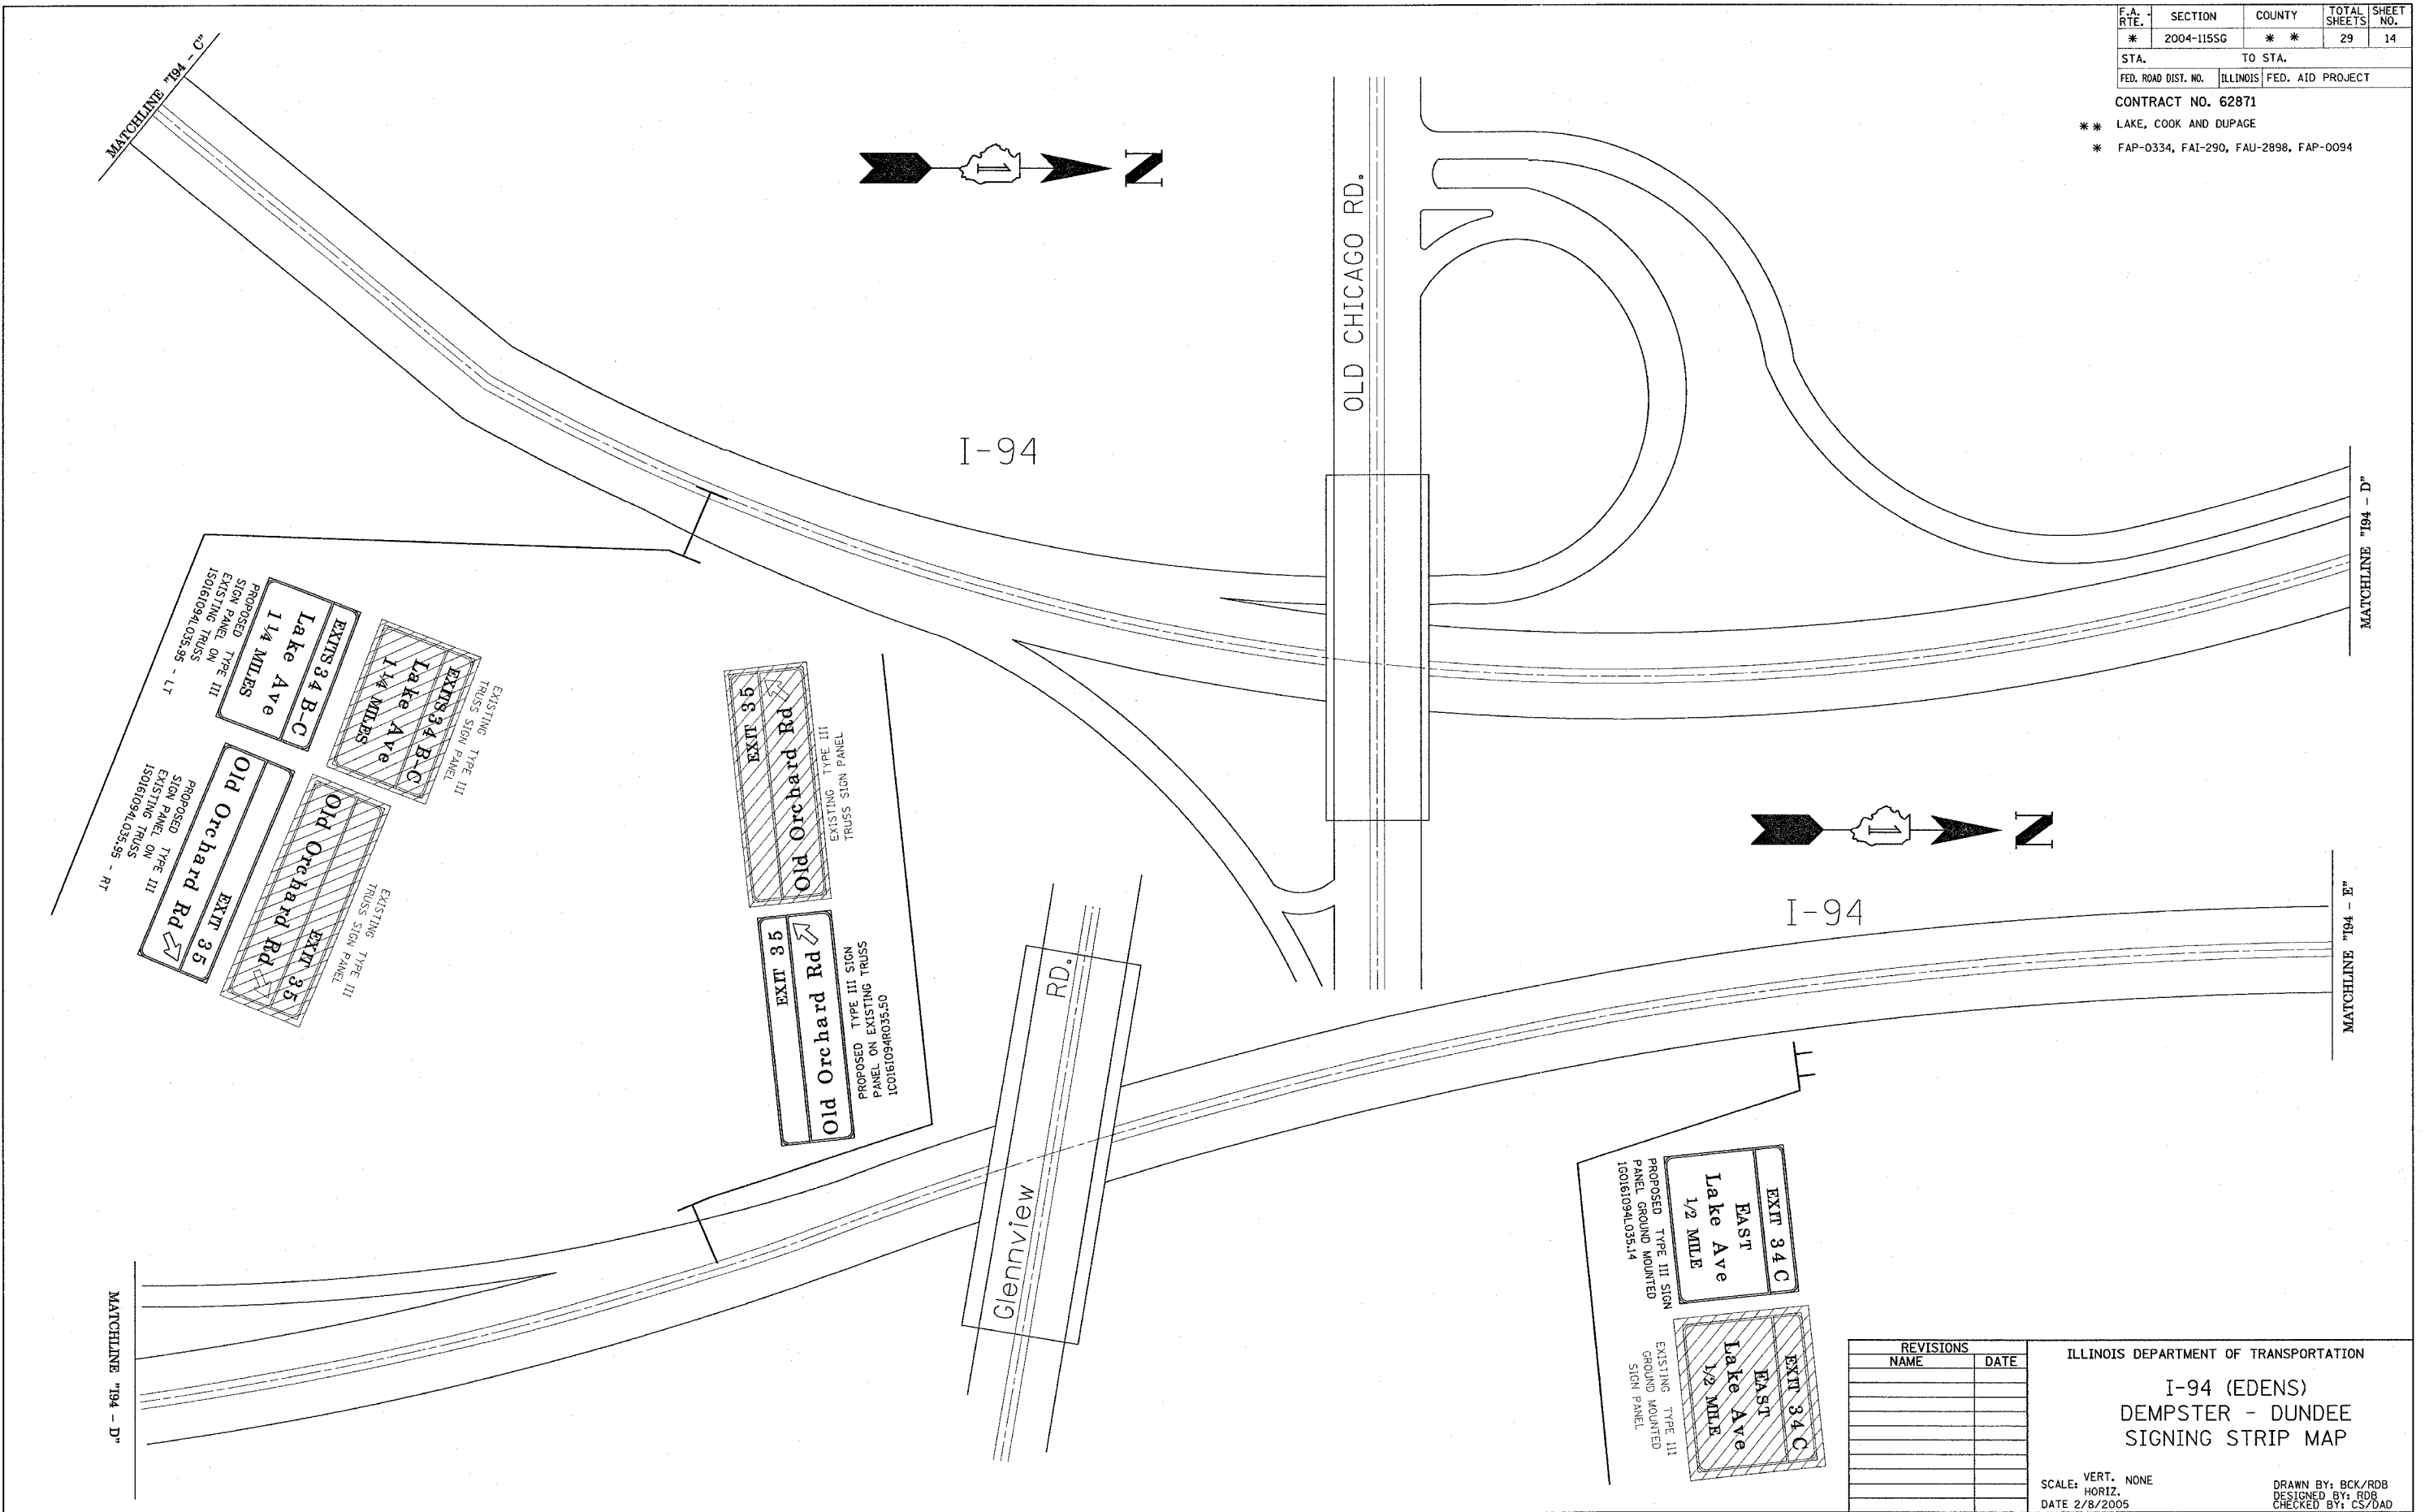 F.A. RTE. SECTION COUNTY TOTAL SHEETS SHEET NO.
* 2004-115SG * * 29 14
STA. TO STA.
FED. ROAD DIST. NO. ILLINOIS FED. AID PROJECT
CONTRACT NO. 62871
** LAKE, COOK AND DUPAGE
* FAP-0334, FAI-290, FAU-2898, FAP-0094
MATCHLINE "I94 - C"
1
N
OLD CHICAGO RD.
I-94
MATCHLINE "I94 - D"
EXITS 34 B-C
Lake Ave
1 1/4 MILES
PROPOSED TYPE III
SIGN PANEL ON
EXISTING TRUSS
1S016I094L035.95 - LT
EXITS 34 B-C
Lake Ave
1 1/4 MILES
EXISTING TYPE III
TRUSS SIGN PANEL
EXIT 35
Old Orchard Rd
PROPOSED TYPE III
SIGN PANEL ON
EXISTING TRUSS
1S016I094L035.95 - RT
EXIT 35
Old Orchard Rd
EXISTING TYPE III
TRUSS SIGN PANEL
EXIT 35
Old Orchard Rd
EXISTING TYPE III
TRUSS SIGN PANEL
EXIT 35
Old Orchard Rd
PROPOSED TYPE III SIGN
PANEL ON EXISTING TRUSS
1C016I094R035.50
1
N
I-94
MATCHLINE "I94 - E"
Glennview RD.
MATCHLINE "I94 - D"
EXIT 34 C
EAST
Lake Ave
1/2 MILE
PROPOSED TYPE III SIGN
PANEL GROUND MOUNTED
1G016I094L035.14
EXIT 34 C
EAST
Lake Ave
1/2 MILE
EXISTING TYPE III
GROUND MOUNTED
SIGN PANEL
REVISIONS
NAME DATE
ILLINOIS DEPARTMENT OF TRANSPORTATION
I-94 (EDENS)
DEMPSTER - DUNDEE
SIGNING STRIP MAP
SCALE: VERT. NONE
HORIZ.
DATE 2/8/2005
DRAWN BY: BCK/RDB
DESIGNED BY: RDB
CHECKED BY: CS/DAD